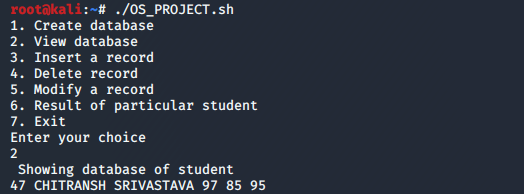 root@kali:~# ./OS_PROJECT.sh
1. Create database
2. View database
3. Insert a record
4. Delete record
5. Modify a record
6. Result of particular student
7. Exit
Enter your choice
2
 Showing database of student
47 CHITRANSH SRIVASTAVA 97 85 95